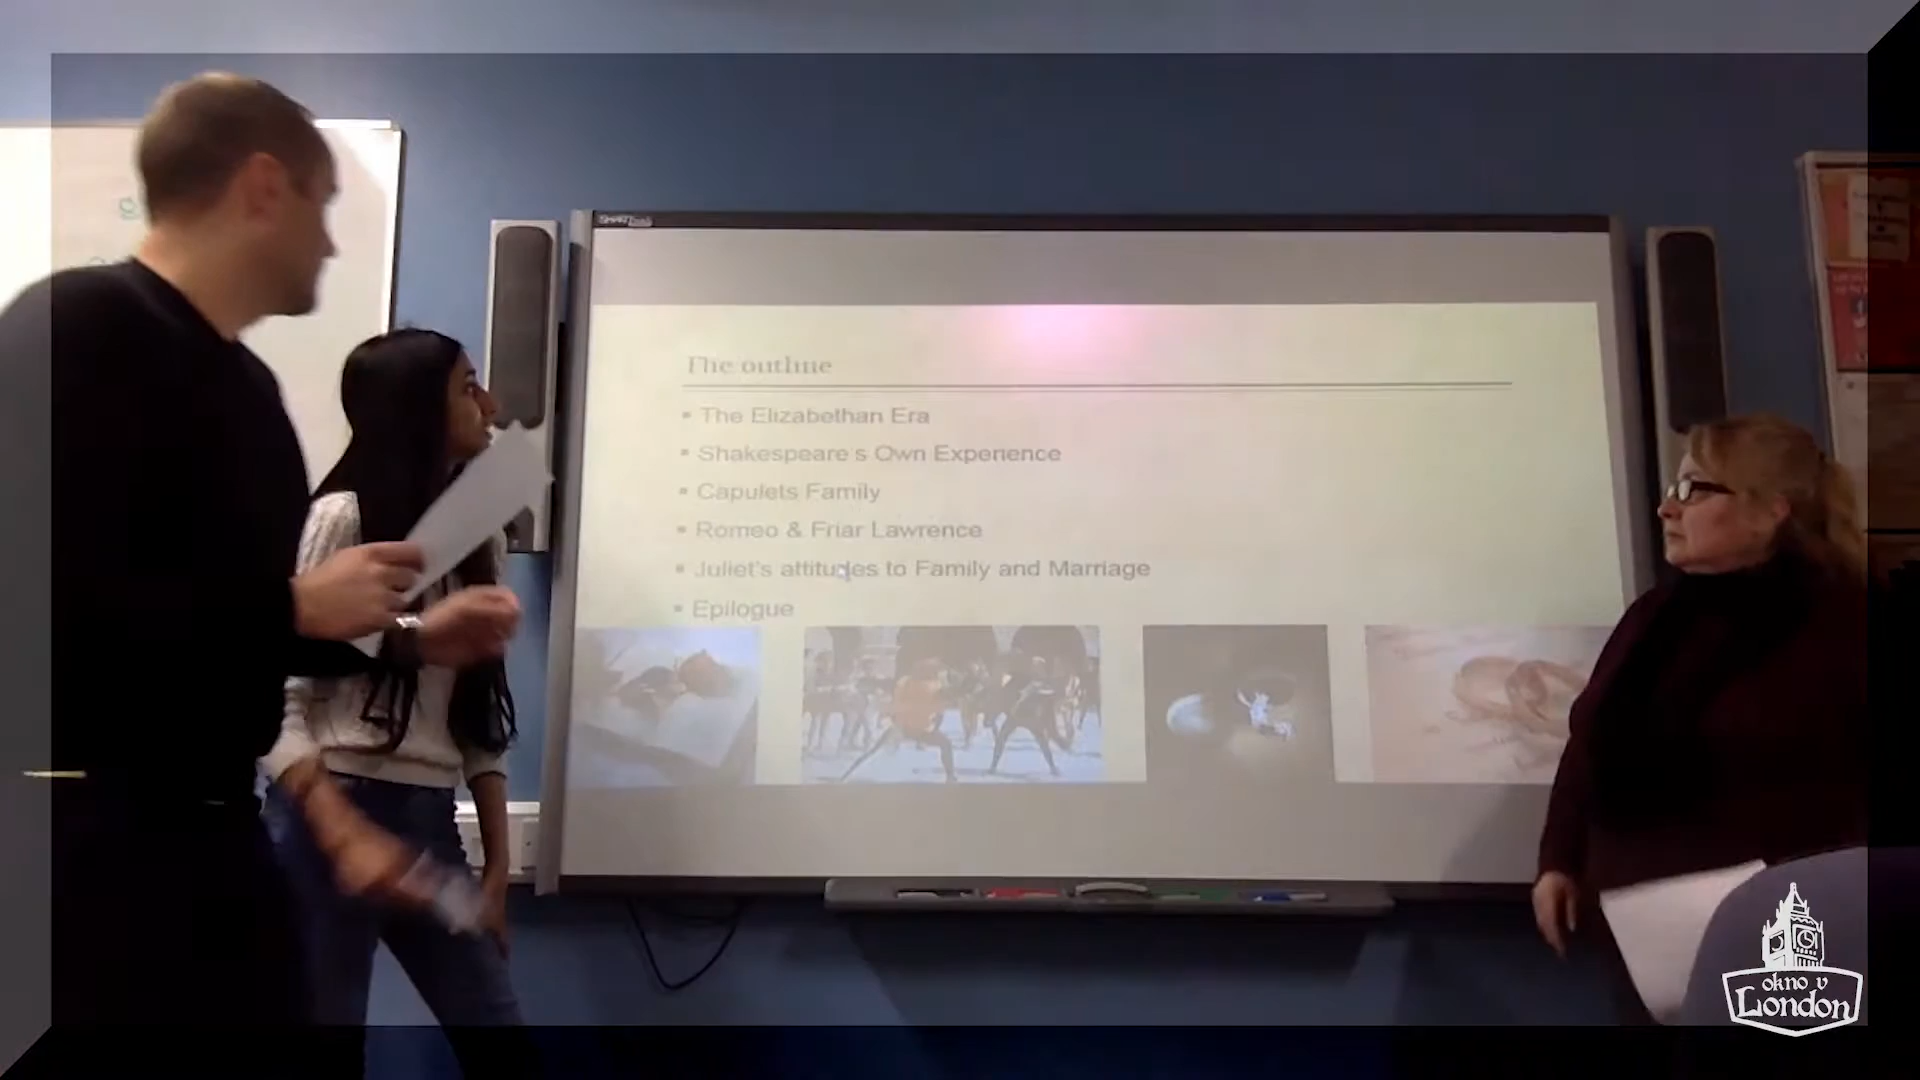 SMART
The outline
▪ The Elizabethan Era
▪ Shakespeare's Own Experience
▪ Capulets Family
▪ Romeo & Friar Lawrence
▪ Juliet's attitudes to Family and Marriage
▪ Epilogue
okno v
London